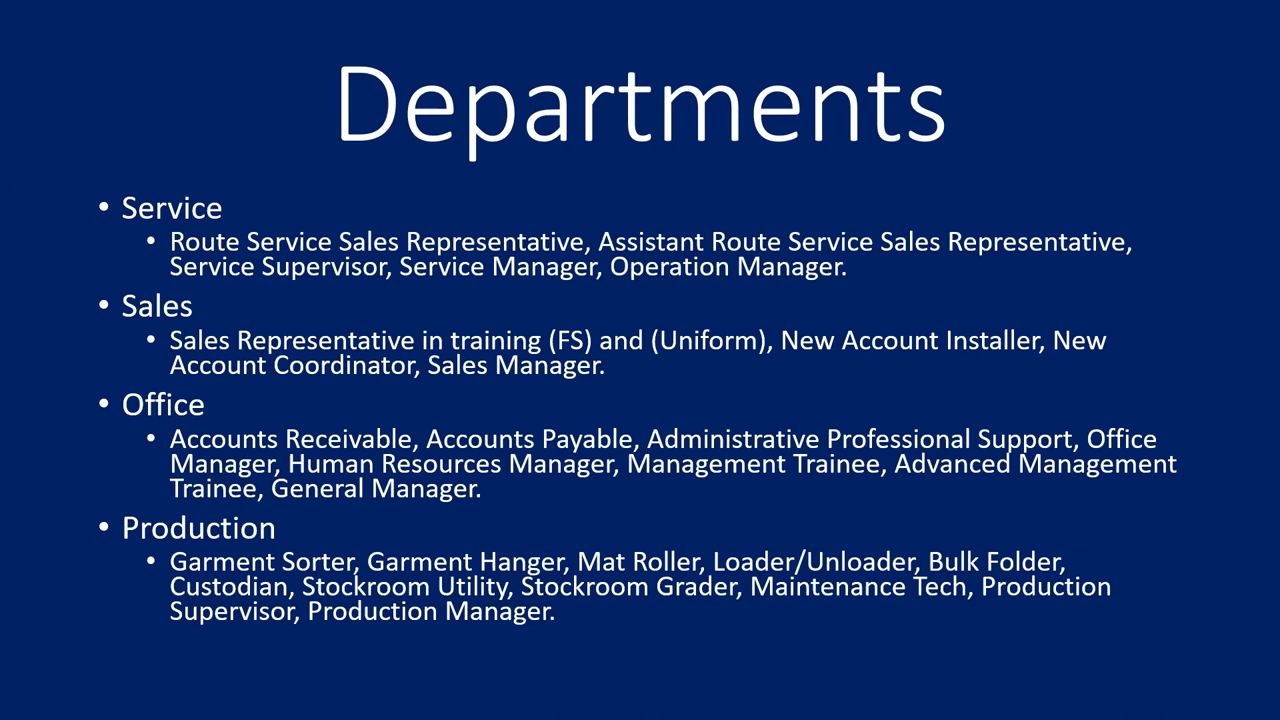 Departments
• Service
• Route Service Sales Representative, Assistant Route Service Sales Representative,
Service Supervisor, Service Manager, Operation Manager.
• Sales
• Sales Representative in training (FS) and (Uniform), New Account Installer, New
Account Coordinator, Sales Manager.
• Office
• Accounts Receivable, Accounts Payable, Administrative Professional Support, Office
Manager, Human Resources Manager, Management Trainee, Advanced Management
Trainee, General Manager.
• Production
• Garment Sorter, Garment Hanger, Mat Roller, Loader/Unloader, Bulk Folder,
Custodian, Stockroom Utility, Stockroom Grader, Maintenance Tech, Production
Supervisor, Production Manager.